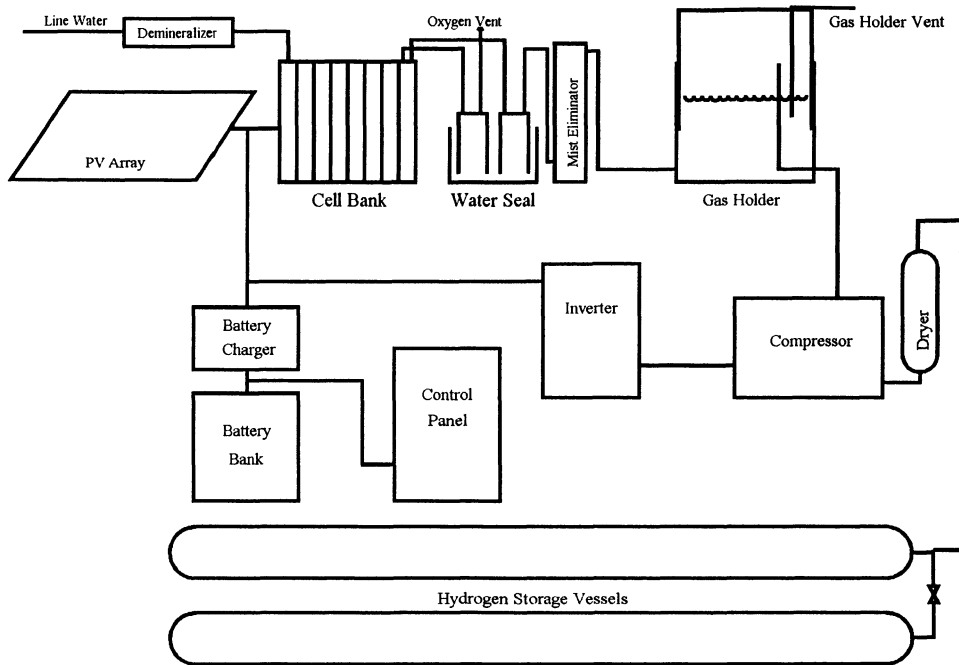 Line Water
Demineralizer
Oxygen Vent
Gas Holder Vent
Mist Eliminator
PV Array
Cell Bank
Water Seal
Gas Holder
Inverter
Battery
Charger
Compressor
Dryer
Control
Panel
Battery
Bank
Hydrogen Storage Vessels